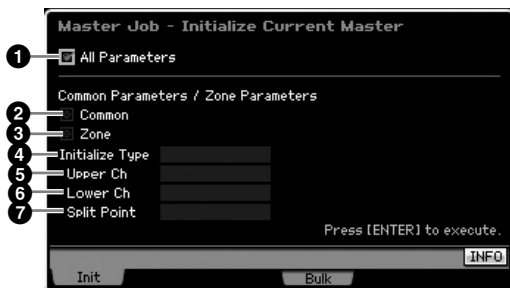 Master Job - Initialize Current Master
1 All Parameters
Common Parameters / Zone Parameters
2 Common
3 Zone
4 Initialize Type
5 Upper Ch
6 Lower Ch
7 Split Point
Press [ENTER] to execute.
INFO
Init Bulk